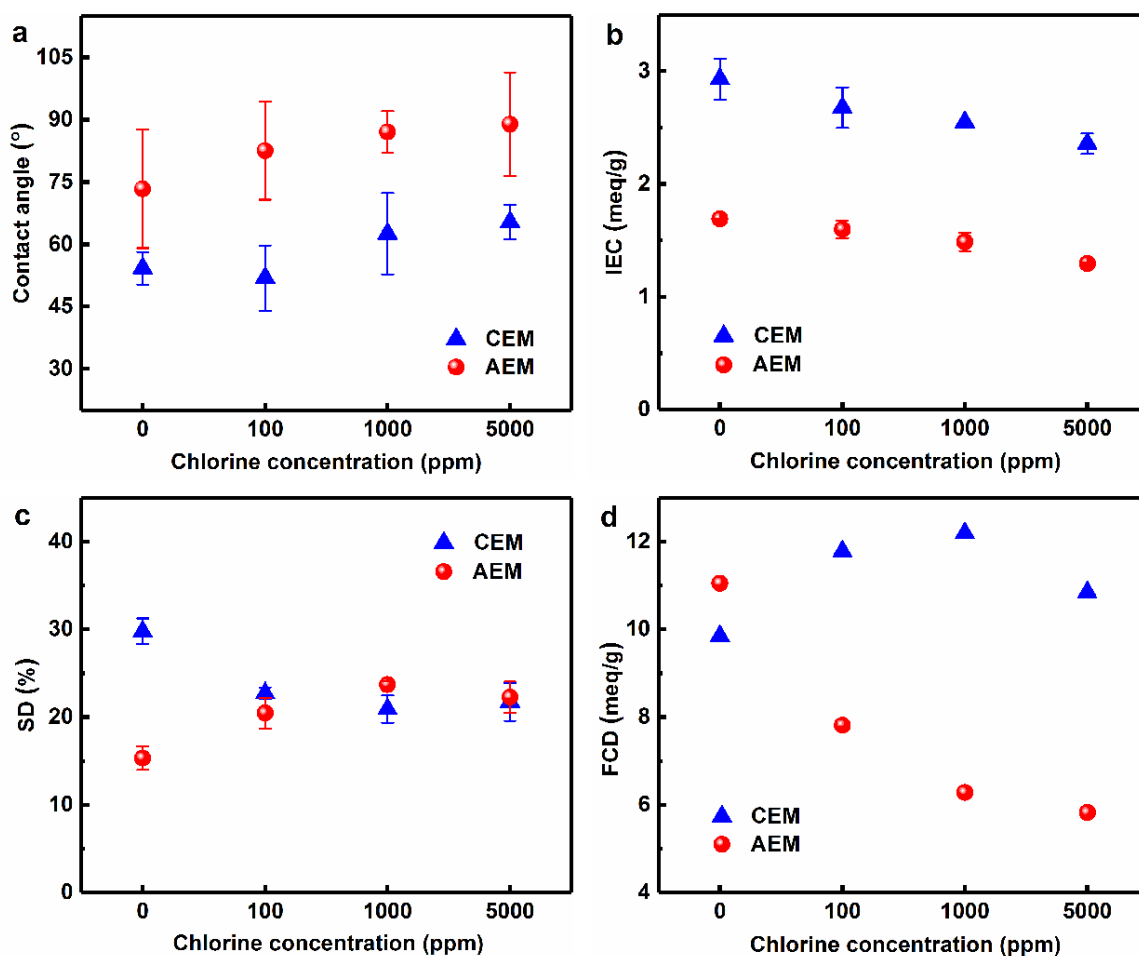 a
105
90
75
60
45
30
Contact angle (°)
CEM
AEM
0 100 1000 5000
Chlorine concentration (ppm)
b
3
2
1
0
IEC (meq/g)
CEM
AEM
0 100 1000 5000
Chlorine concentration (ppm)
c
40
30
20
10
0
SD (%)
CEM
AEM
0 100 1000 5000
Chlorine concentration (ppm)
d
12
10
8
6
4
FCD (meq/g)
CEM
AEM
0 100 1000 5000
Chlorine concentration (ppm)